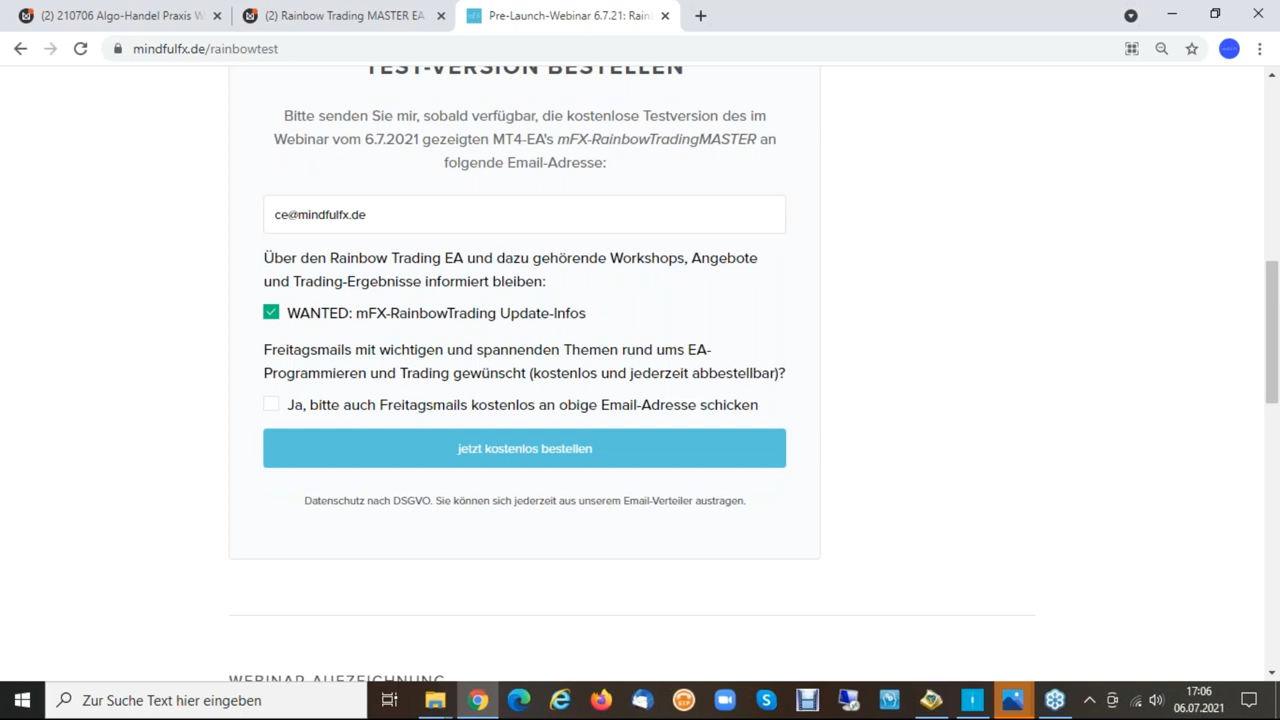 (2) 210706 Algo-Handel Praxis W
(2) Rainbow Trading MASTER EA
Pre-Launch-Webinar 6.7.21: Rain
mindfulfx.de/rainbowtest
TEST-VERSION BESTELLEN
Bitte senden Sie mir, sobald verfügbar, die kostenlose Testversion des im
Webinar vom 6.7.2021 gezeigten MT4-EA's mFX-RainbowTradingMASTER an
folgende Email-Adresse:
ce@mindfulfx.de
Über den Rainbow Trading EA und dazu gehörende Workshops, Angebote
und Trading-Ergebnisse informiert bleiben:
WANTED: mFX-RainbowTrading Update-Infos
Freitagsmails mit wichtigen und spannenden Themen rund ums EA-
Programmieren und Trading gewünscht (kostenlos und jederzeit abbestellbar)?
Ja, bitte auch Freitagsmails kostenlos an obige Email-Adresse schicken
jetzt kostenlos bestellen
Datenschutz nach DSGVO. Sie können sich jederzeit aus unserem Email-Verteiler austragen.
WEBINAR AUFZEICHNUNG
Zur Suche Text hier eingeben
17:06
06.07.2021